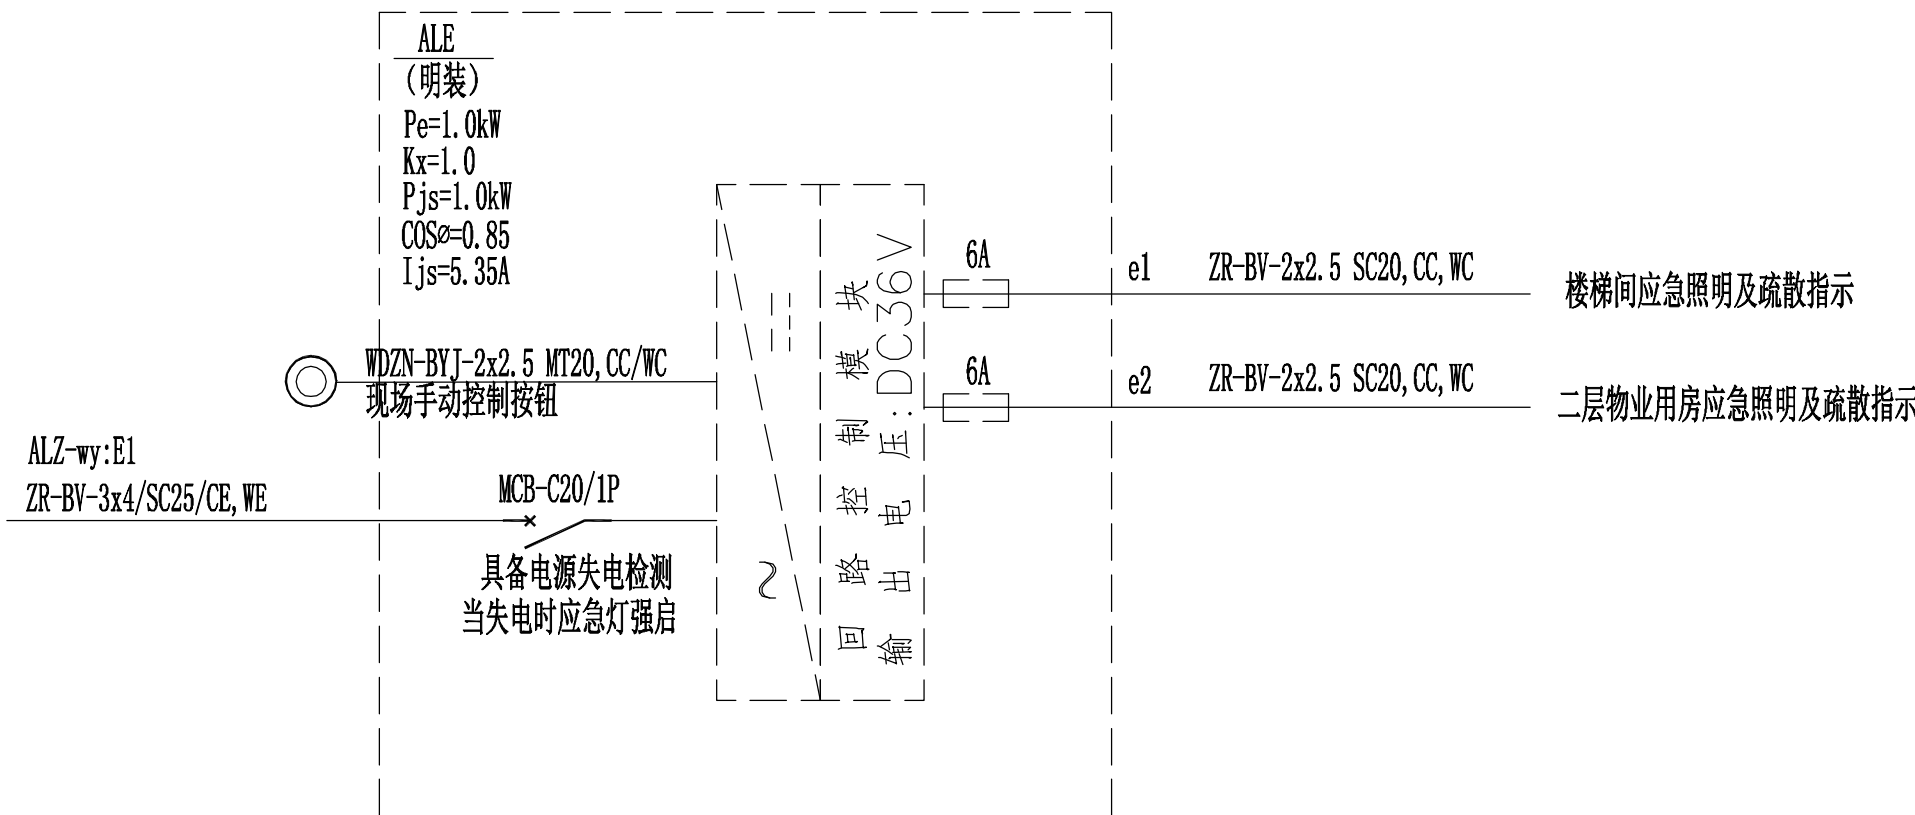 ALE
(明装)
Pe=1.0kW
Kx=1.0
Pjs=1.0kW
COSø=0.85
Ijs=5.35A
WDZN-BYJ-2x2.5 MT20,CC/WC
现场手动控制按钮
ALZ-wy:E1
ZR-BV-3x4/SC25/CE,WE
MCB-C20/1P
具备电源失电检测
当失电时应急灯强启
回路控制模块
输出电压:DC36V
6A
e1
ZR-BV-2x2.5 SC20,CC,WC
楼梯间应急照明及疏散指示
6A
e2
ZR-BV-2x2.5 SC20,CC,WC
二层物业用房应急照明及疏散指示